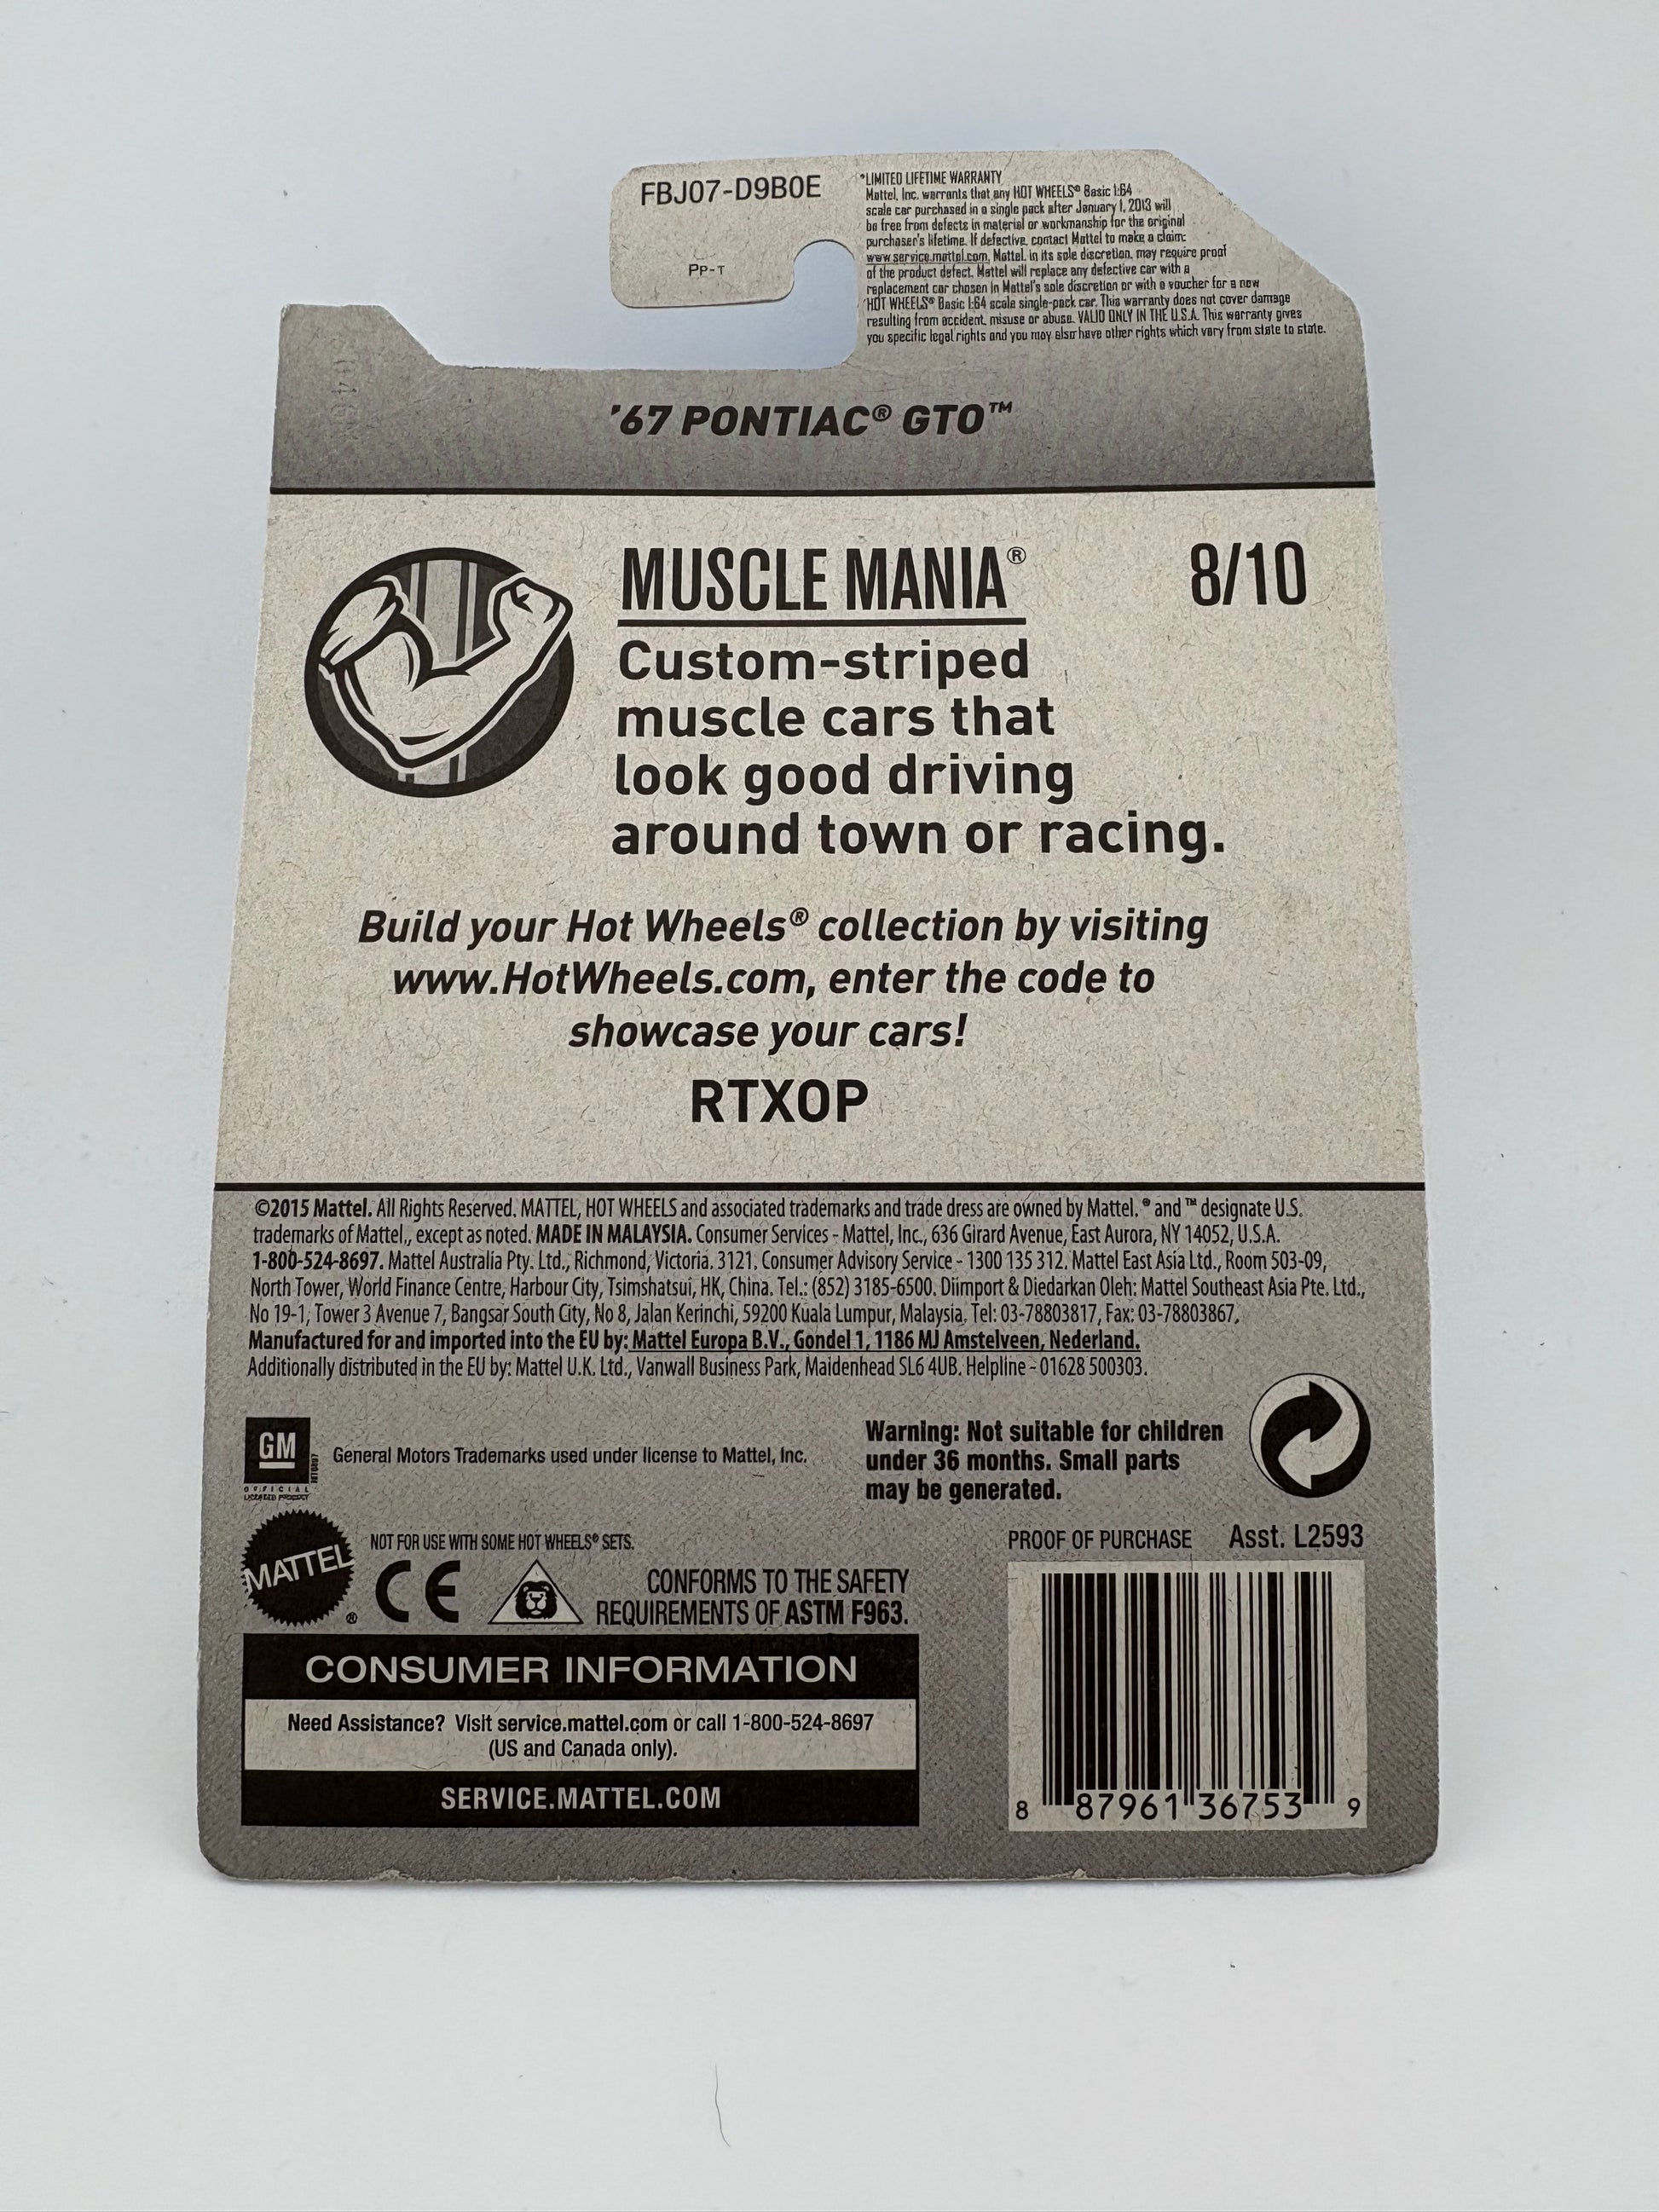 FBJ07-D9B0E
PP-T
*LIMITED LIFETIME WARRANTY
Mattel, Inc. warrants that any HOT WHEELS® Basic 1:64
scale car purchased in a single pack after January 1, 2013 will
be free from defects in material or workmanship for the original
purchaser's lifetime. If defective, contact Mattel to make a claim:
www.service.mattel.com, Mattel, in its sole discretion, may require proof
of the product defect. Mattel will replace any defective car with a
replacement car chosen in Mattel's sole discretion or with a voucher for a new
HOT WHEELS® Basic 1:64 scale single-pack car. This warranty does not cover damage
resulting from accident, misuse or abuse. VALID ONLY IN THE U.S.A. This warranty gives
you specific legal rights and you may also have other rights which vary from state to state.
'67 PONTIAC® GTO™
MUSCLE MANIA®
8/10
Custom-striped
muscle cars that
look good driving
around town or racing.
Build your Hot Wheels® collection by visiting
www.HotWheels.com, enter the code to
showcase your cars!
RTX0P
©2015 Mattel. All Rights Reserved. MATTEL, HOT WHEELS and associated trademarks and trade dress are owned by Mattel. ® and ™ designate U.S.
trademarks of Mattel,, except as noted. MADE IN MALAYSIA. Consumer Services - Mattel, Inc., 636 Girard Avenue, East Aurora, NY 14052, U.S.A.
1-800-524-8697. Mattel Australia Pty. Ltd., Richmond, Victoria. 3121. Consumer Advisory Service - 1300 135 312. Mattel East Asia Ltd., Room 503-09,
North Tower, World Finance Centre, Harbour City, Tsimshatsui, HK, China. Tel.: (852) 3185-6500. Diimport & Diedarkan Oleh: Mattel Southeast Asia Pte. Ltd.,
No 19-1, Tower 3 Avenue 7, Bangsar South City, No 8, Jalan Kerinchi, 59200 Kuala Lumpur, Malaysia. Tel: 03-78803817, Fax: 03-78803867,
Manufactured for and imported into the EU by: Mattel Europa B.V., Gondel 1, 1186 MJ Amstelveen, Nederland.
Additionally distributed in the EU by: Mattel U.K. Ltd., Vanwall Business Park, Maidenhead SL6 4UB. Helpline - 01628 500303.
GM
OFFICIAL
LICENSED PRODUCT
General Motors Trademarks used under license to Mattel, Inc.
Warning: Not suitable for children
under 36 months. Small parts
may be generated.
MATTEL®
NOT FOR USE WITH SOME HOT WHEELS® SETS.
CE
CONFORMS TO THE SAFETY
REQUIREMENTS OF ASTM F963.
PROOF OF PURCHASE Asst. L2593
CONSUMER INFORMATION
Need Assistance? Visit service.mattel.com or call 1-800-524-8697
(US and Canada only).
SERVICE.MATTEL.COM
8 87961 36753 9